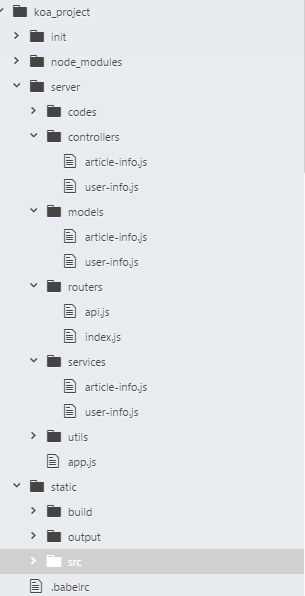 koa_project
init
node_modules
server
codes
controllers
article-info.js
user-info.js
models
article-info.js
user-info.js
routers
api.js
index.js
services
article-info.js
user-info.js
utils
app.js
static
build
output
src
.babelrc